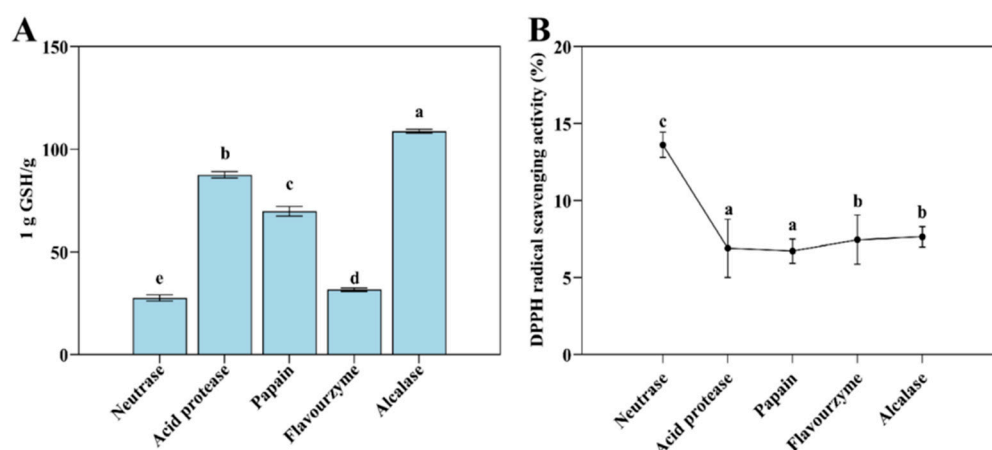 A
1 g GSH/g
150
100
50
0
e
b
c
d
a
Neutrase
Acid protease
Papain
Flavourzyme
Alcalase
B
DPPH radical scavenging activity (%)
20
15
10
5
0
c
a
a
b
b
Neutrase
Acid protease
Papain
Flavourzyme
Alcalase